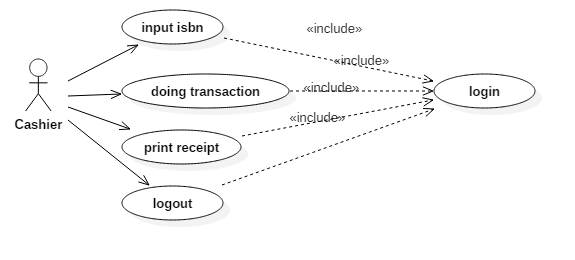 input isbn
«include»
«include»
doing transaction
«include»
login
«include»
Cashier
print receipt
logout